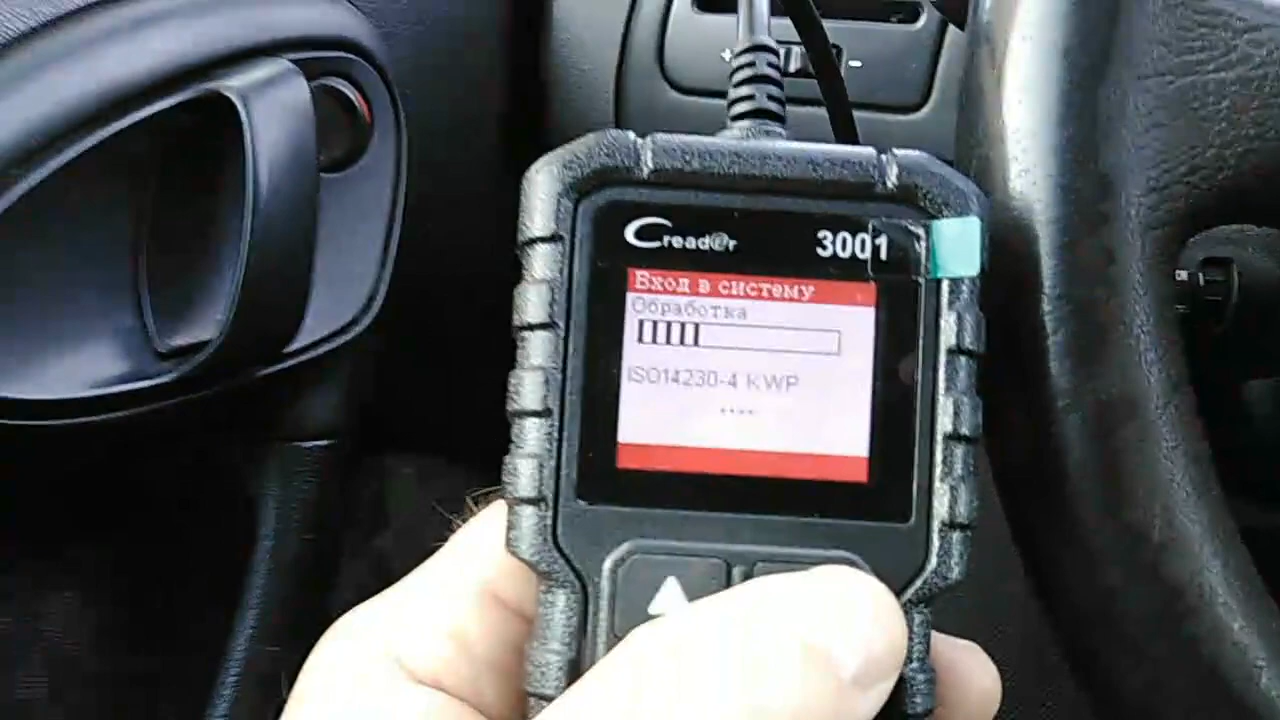 + -
Creader 3001
Вход в систему
Обработка
ISO14230-4 KWP
....